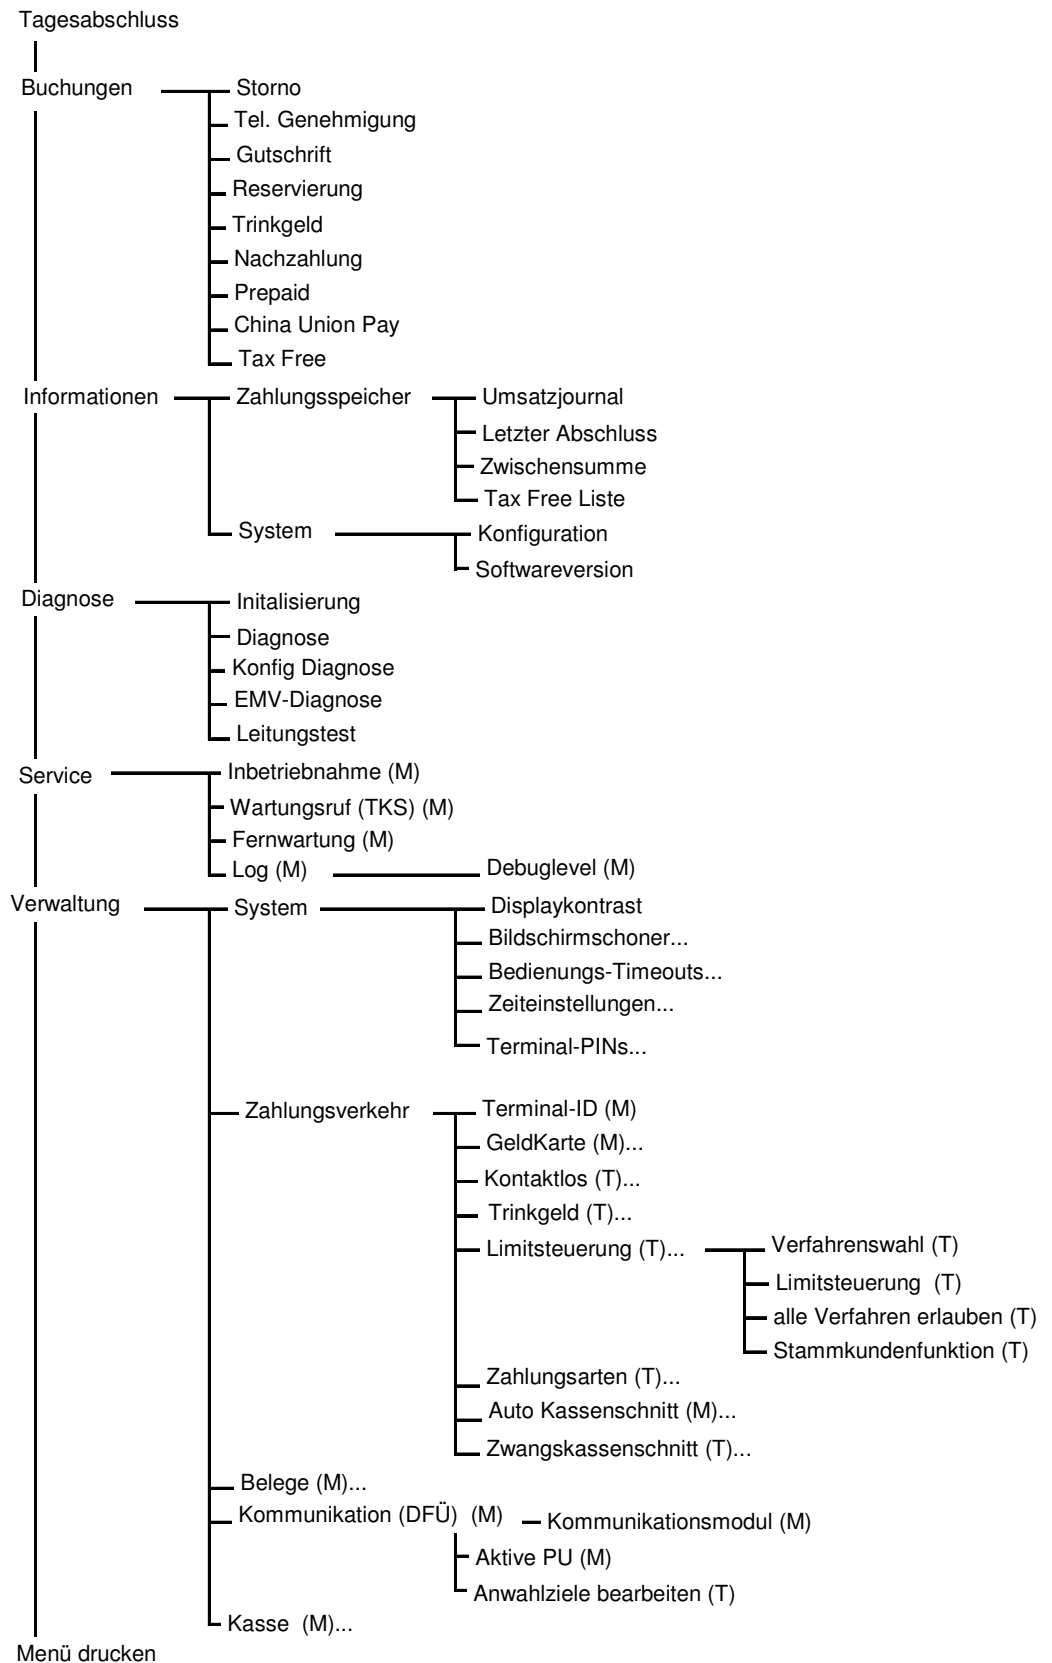 Tagesabschluss
Buchungen
Storno
Tel. Genehmigung
Gutschrift
Reservierung
Trinkgeld
Nachzahlung
Prepaid
China Union Pay
Tax Free
Informationen
Zahlungsspeicher
Umsatzjournal
Letzter Abschluss
Zwischensumme
Tax Free Liste
System
Konfiguration
Softwareversion
Diagnose
Initalisierung
Diagnose
Konfig Diagnose
EMV-Diagnose
Leitungstest
Service
Inbetriebnahme (M)
Wartungsruf (TKS) (M)
Fernwartung (M)
Log (M)
Debuglevel (M)
Verwaltung
System
Displaykontrast
Bildschirmschoner...
Bedienungs-Timeouts...
Zeiteinstellungen...
Terminal-PINs...
Zahlungsverkehr
Terminal-ID (M)
GeldKarte (M)...
Kontaktlos (T)...
Trinkgeld (T)...
Limitsteuerung (T)...
Verfahrenswahl (T)
Limitsteuerung (T)
alle Verfahren erlauben (T)
Stammkundenfunktion (T)
Zahlungsarten (T)...
Auto Kassenschnitt (M)...
Zwangskassenschnitt (T)...
Belege (M)...
Kommunikation (DFÜ) (M)
Kommunikationsmodul (M)
Aktive PU (M)
Anwahlziele bearbeiten (T)
Kasse (M)...
Menü drucken